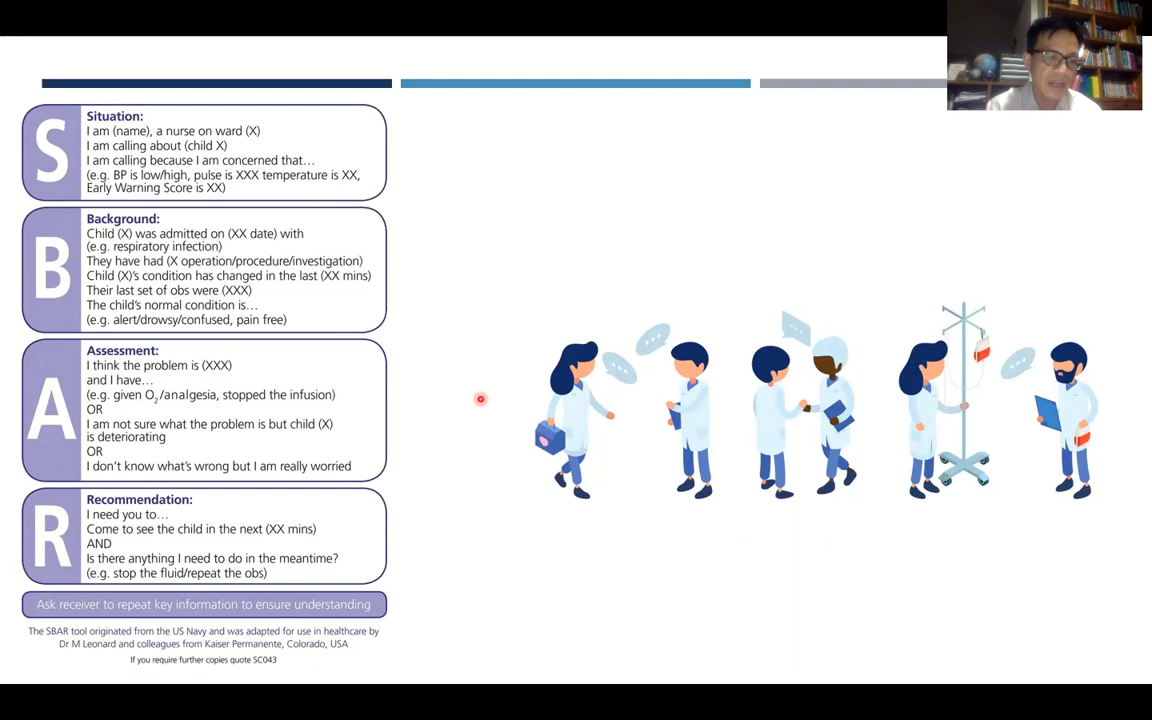 S
Situation:
I am (name), a nurse on ward (X)
I am calling about (child X)
I am calling because I am concerned that…
(e.g. BP is low/high, pulse is XXX temperature is XX,
Early Warning Score is XX)
B
Background:
Child (X) was admitted on (XX date) with
(e.g. respiratory infection)
They have had (X operation/procedure/investigation)
Child (X)'s condition has changed in the last (XX mins)
Their last set of obs were (XXX)
The child's normal condition is…
(e.g. alert/drowsy/confused, pain free)
A
Assessment:
I think the problem is (XXX)
and I have…
(e.g. given O2/analgesia, stopped the infusion)
OR
I am not sure what the problem is but child (X)
is deteriorating
OR
I don't know what's wrong but I am really worried
R
Recommendation:
I need you to…
Come to see the child in the next (XX mins)
AND
Is there anything I need to do in the meantime?
(e.g. stop the fluid/repeat the obs)
Ask receiver to repeat key information to ensure understanding
The SBAR tool originated from the US Navy and was adapted for use in healthcare by
Dr M Leonard and colleagues from Kaiser Permanente, Colorado, USA
If you require further copies quote SC043